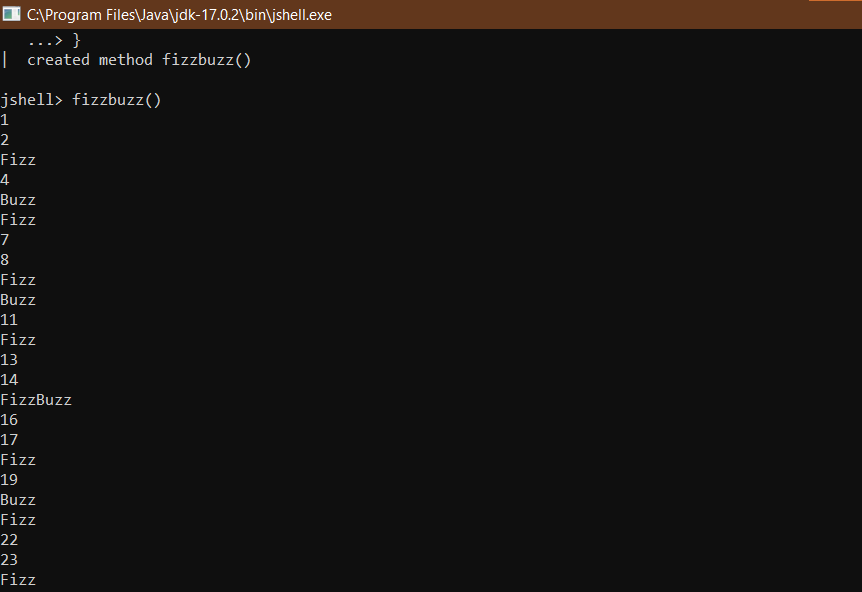 C:\Program Files\Java\jdk-17.0.2\bin\jshell.exe
   ...> }
|  created method fizzbuzz()
jshell> fizzbuzz()
1
2
Fizz
4
Buzz
Fizz
7
8
Fizz
Buzz
11
Fizz
13
14
FizzBuzz
16
17
Fizz
19
Buzz
Fizz
22
23
Fizz